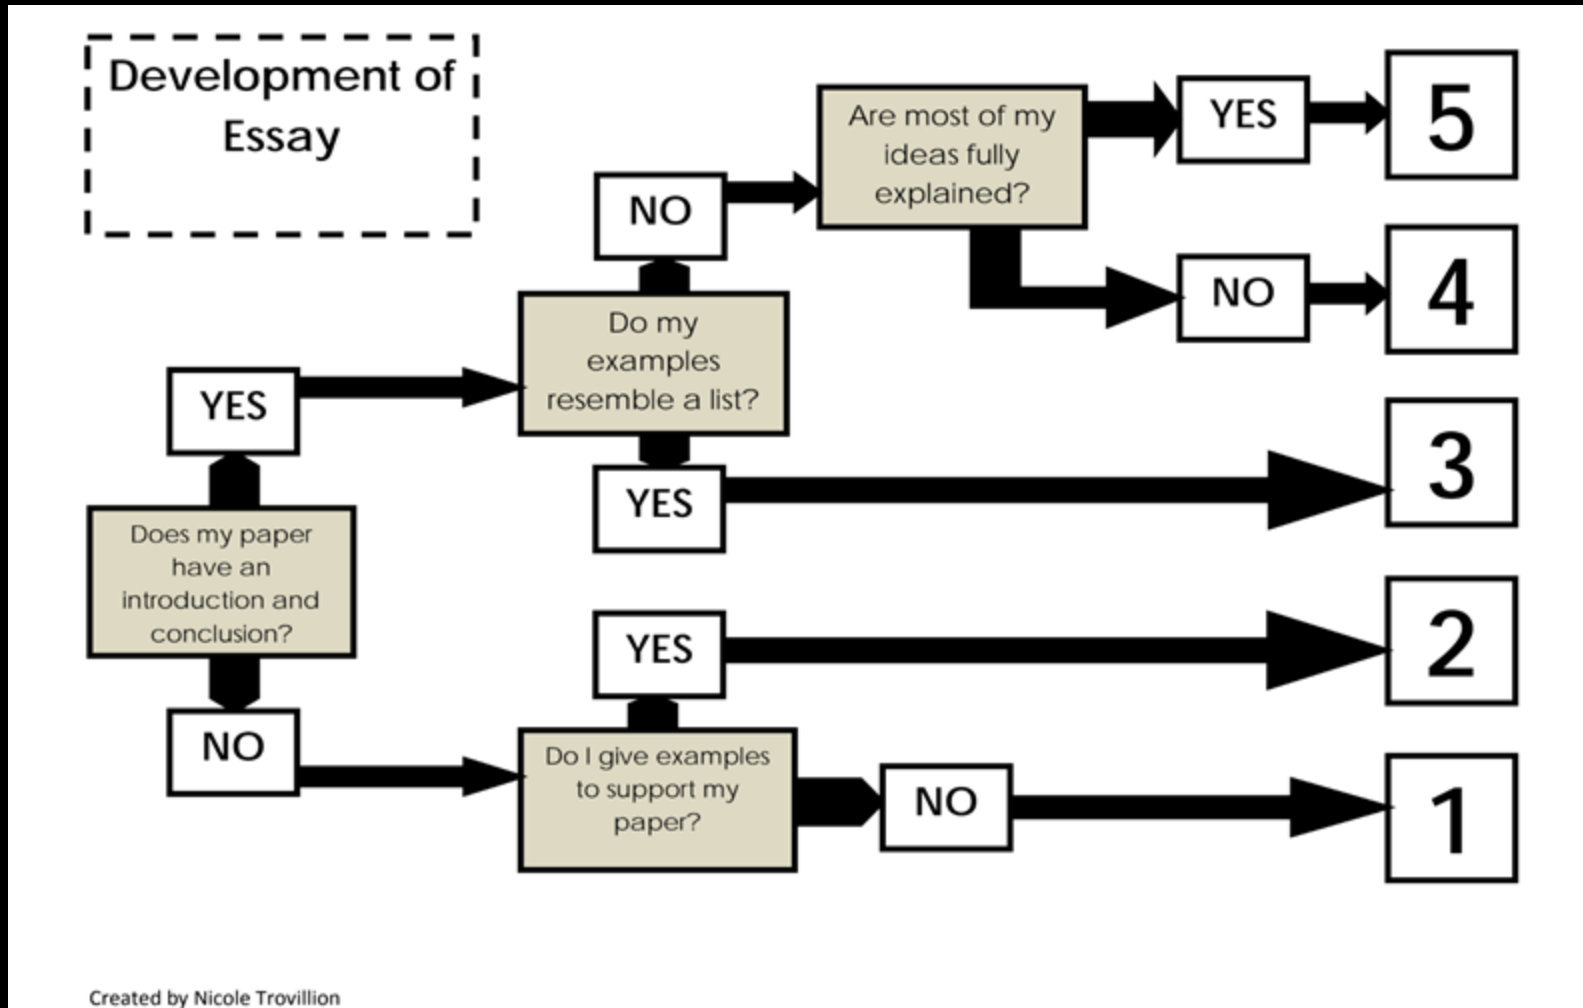 Development of
Essay
Are most of my
ideas fully
explained?
YES
5
NO
NO
4
Do my
examples
resemble a list?
YES
YES
3
Does my paper
have an
introduction and
conclusion?
YES
2
NO
Do I give examples
to support my
paper?
NO
1
Created by Nicole Trovillion